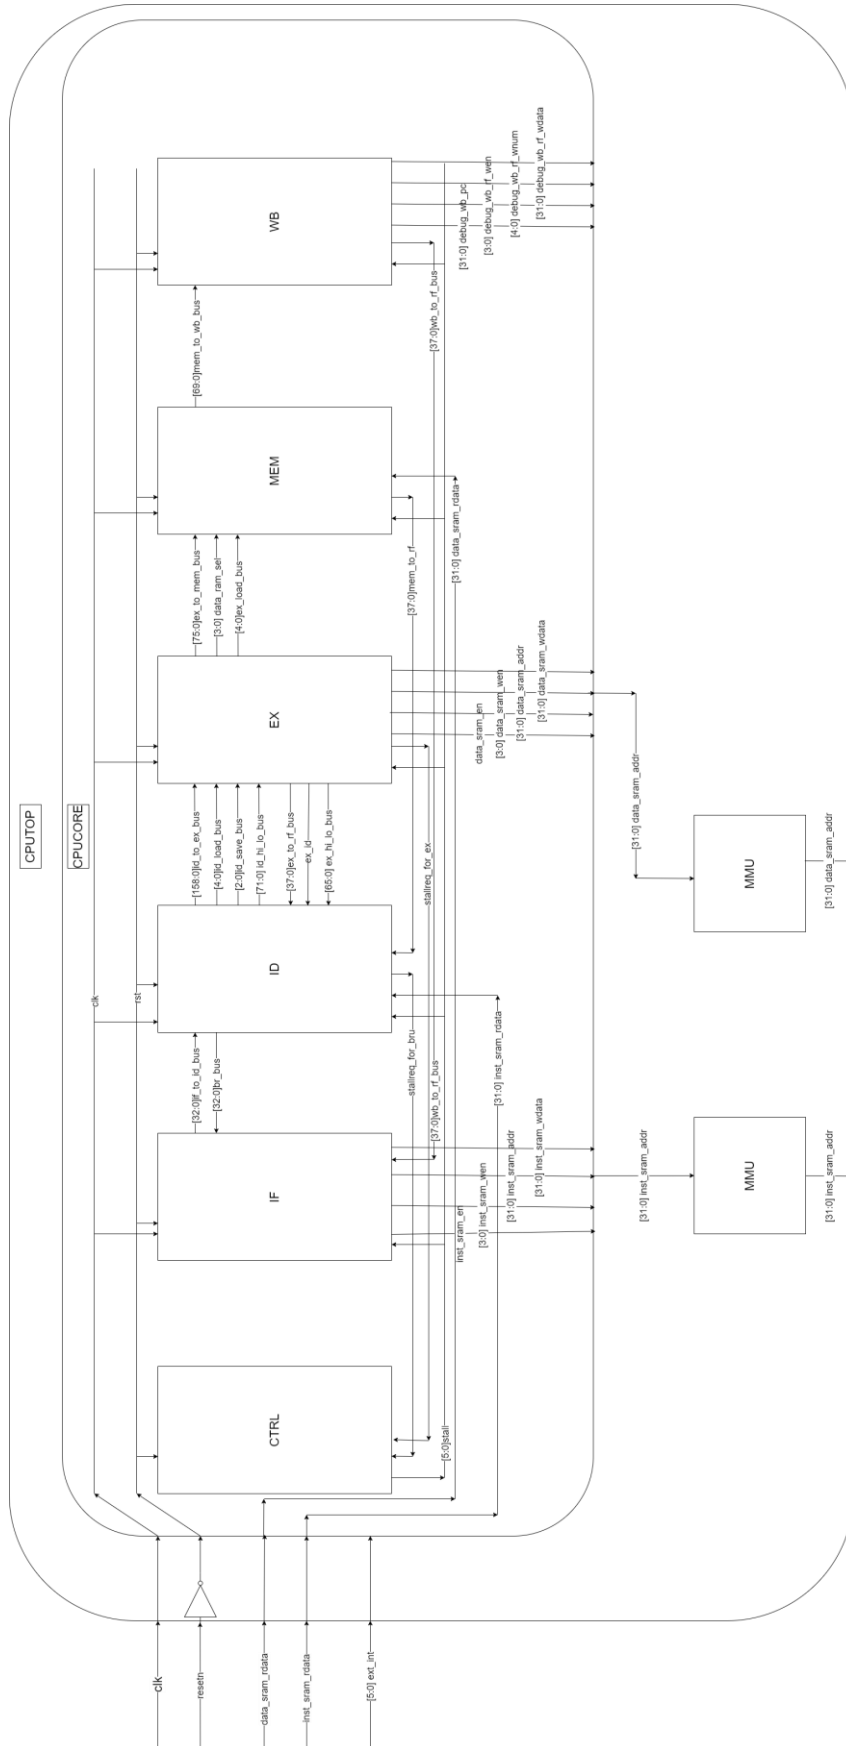 CPUTOP
CPUCORE
clk
rst
WB
MEM
EX
ID
IF
CTRL
[69:0]mem_to_wb_bus
[75:0]ex_to_mem_bus
[3:0] data_ram_sel
[4:0]ex_load_bus
[158:0]id_to_ex_bus
[4:0]id_load_bus
[2:0]id_save_bus
[71:0] id_hi_lo_bus
[37:0]ex_to_rf_bus
ex_id
[65:0] ex_hi_lo_bus
[32:0]if_to_id_bus
[32:0]br_bus
[31:0] debug_wb_pc
[3:0] debug_wb_rf_wen
[4:0] debug_wb_rf_wnum
[31:0] debug_wb_rf_wdata
[37:0]wb_to_rf_bus
[37:0]mem_to_rf
[31:0] data_sram_rdata
data_sram_en
[3:0] data_sram_wen
[31:0] data_sram_addr
[31:0] data_sram_wdata
stallreq_for_ex
stallreq_for_bru
[37:0]wb_to_rf_bus
[31:0] inst_sram_rdata
inst_sram_en
[3:0] inst_sram_wen
[31:0] inst_sram_addr
[31:0] inst_sram_wdata
[5:0]stall
[31:0] data_sram_addr
MMU
[31:0] data_sram_addr
[31:0] inst_sram_addr
MMU
[31:0] inst_sram_addr
clk
resetn
data_sram_rdata
inst_sram_rdata
[5:0] ext_int